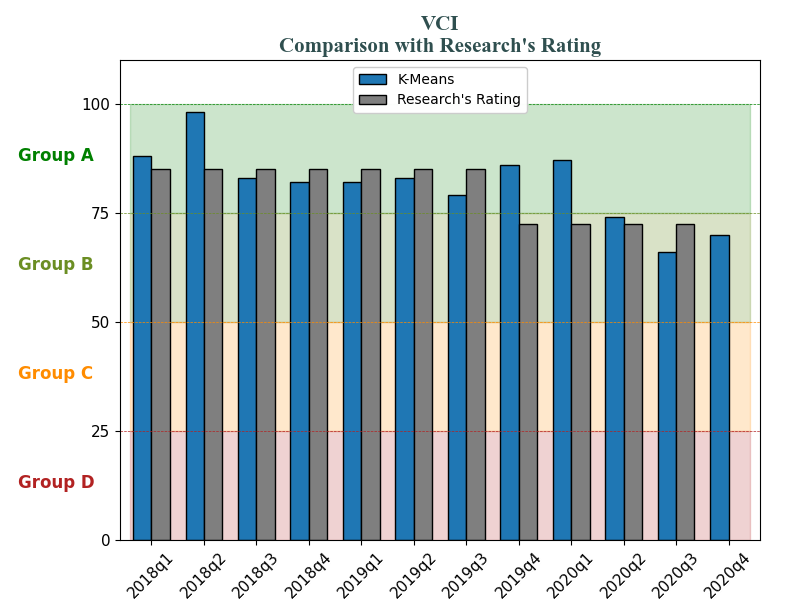 VCI
Comparison with Research's Rating
K-Means
Research's Rating
100
Group A
75
Group B
50
Group C
25
Group D
0
2018q1
2018q2
2018q3
2018q4
2019q1
2019q2
2019q3
2019q4
2020q1
2020q2
2020q3
2020q4